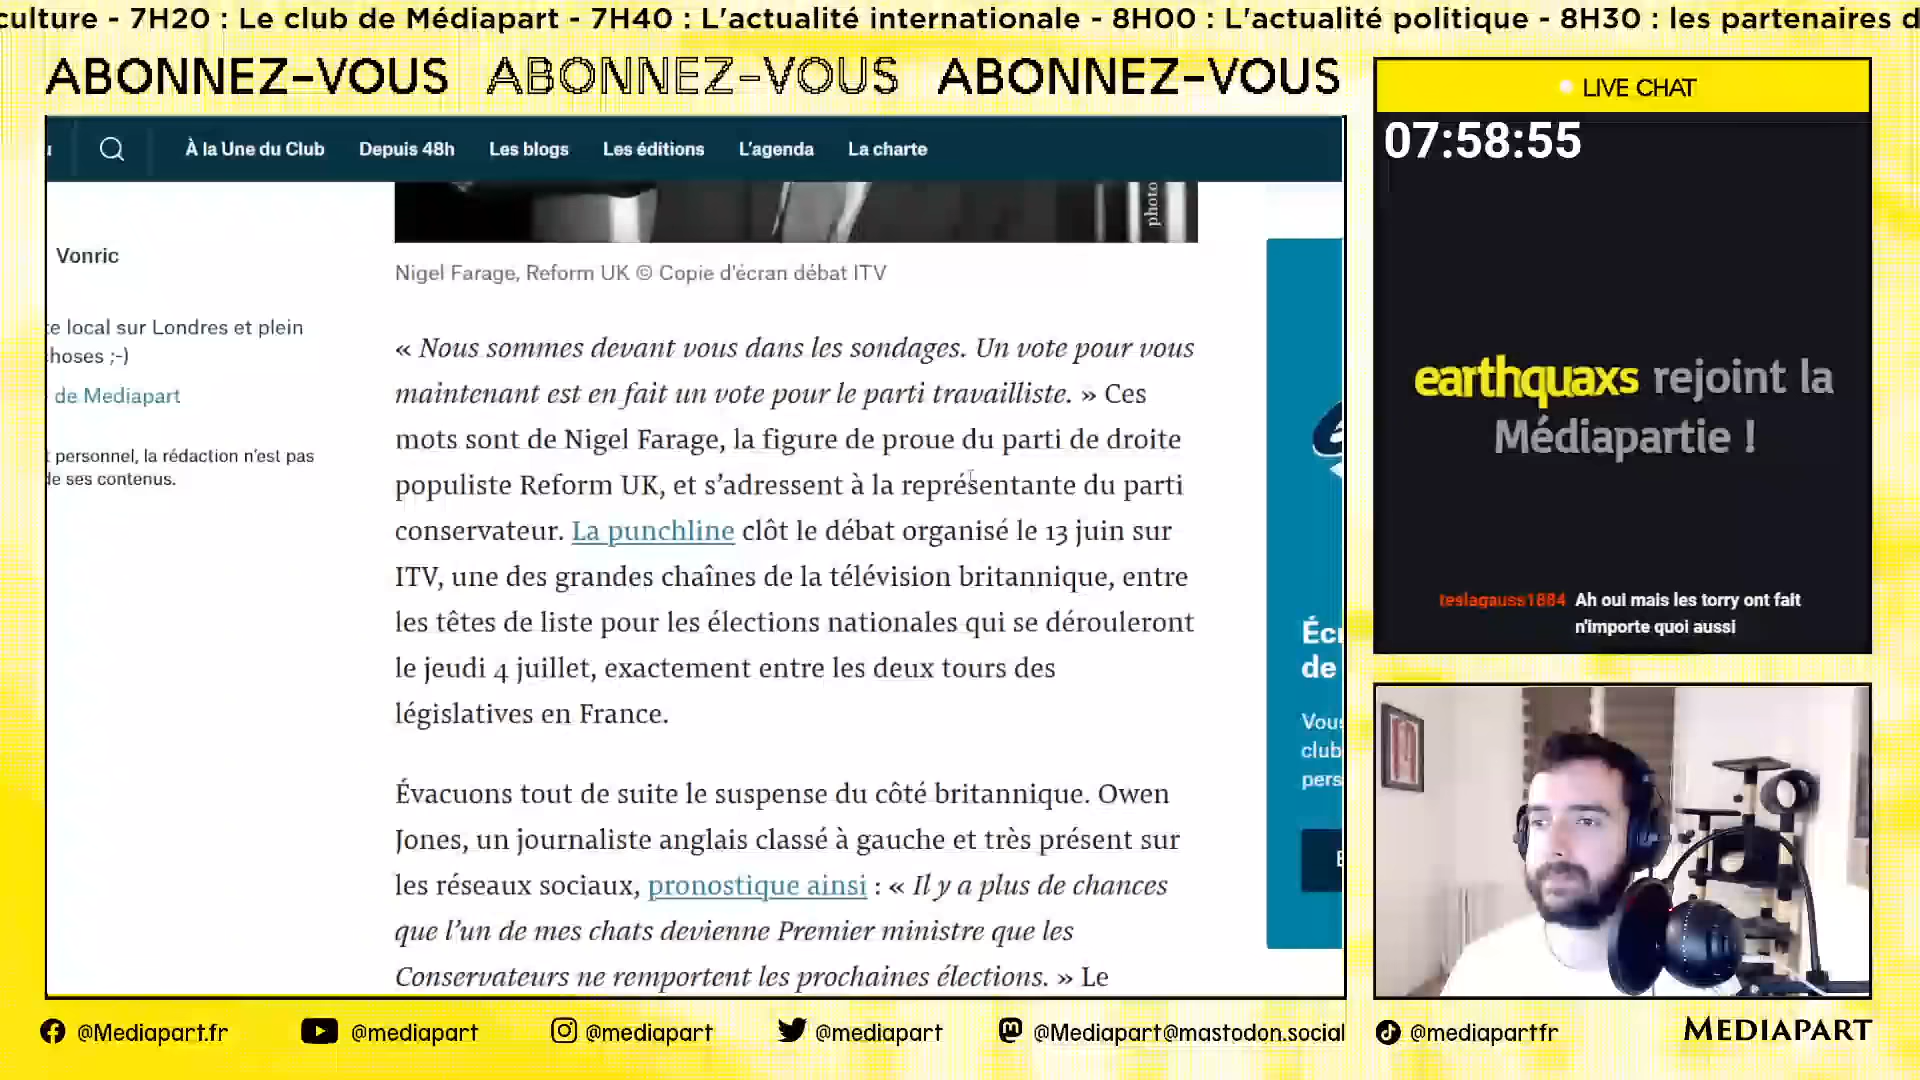 culture - 7H20 : Le club de Médiapart - 7H40 : L'actualité internationale - 8H00 : L'actualité politique - 8H30 : les partenaires d
ABONNEZ-VOUS ABONNEZ-VOUS ABONNEZ-VOUS
À la Une du Club Depuis 48h Les blogs Les éditions L'agenda La charte
photo
Vonric
te local sur Londres et plein
choses ;-)
de Mediapart
t personnel, la rédaction n'est pas
de ses contenus.
Nigel Farage, Reform UK © Copie d'écran débat ITV
« Nous sommes devant vous dans les sondages. Un vote pour vous
maintenant est en fait un vote pour le parti travailliste. » Ces
mots sont de Nigel Farage, la figure de proue du parti de droite
populiste Reform UK, et s’adressent à la représentante du parti
conservateur. La punchline clôt le débat organisé le 13 juin sur
ITV, une des grandes chaînes de la télévision britannique, entre
les têtes de liste pour les élections nationales qui se dérouleront
le jeudi 4 juillet, exactement entre les deux tours des
législatives en France.
Évacuons tout de suite le suspense du côté britannique. Owen
Jones, un journaliste anglais classé à gauche et très présent sur
les réseaux sociaux, pronostique ainsi : « Il y a plus de chances
que l’un de mes chats devienne Premier ministre que les
Conservateurs ne remportent les prochaines élections. » Le
Écr
de
Vous
club
pers
E
LIVE CHAT
07:58:55
earthquaxs rejoint la
Médiapartie !
teslagauss1884 Ah oui mais les torry ont fait
n'importe quoi aussi
@Mediapart.fr @mediapart @mediapart @mediapart @Mediapart@mastodon.social @mediapartfr MEDIAPART